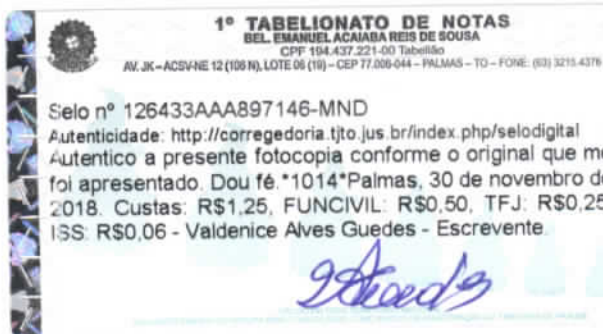 1º TABELIONATO DE NOTAS
BEL. EMANUEL ACAIABA REIS DE SOUSA
CPF 194.437.221-00 Tabelião
AV. JK – ACSV-NE 12 (106 N), LOTE 06 (19) – CEP 77.006-044 – PALMAS – TO – FONE: (63) 3215.4376
Selo nº 126433AAA897146-MND
Autenticidade: http://corregedoria.tjto.jus.br/index.php/selodigital
Autentico a presente fotocopia conforme o original que me
foi apresentado. Dou fé.*1014*Palmas, 30 de novembro de
2018. Custas: R$1,25, FUNCIVIL: R$0,50, TFJ: R$0,25
ISS: R$0,06 - Valdenice Alves Guedes - Escrevente.